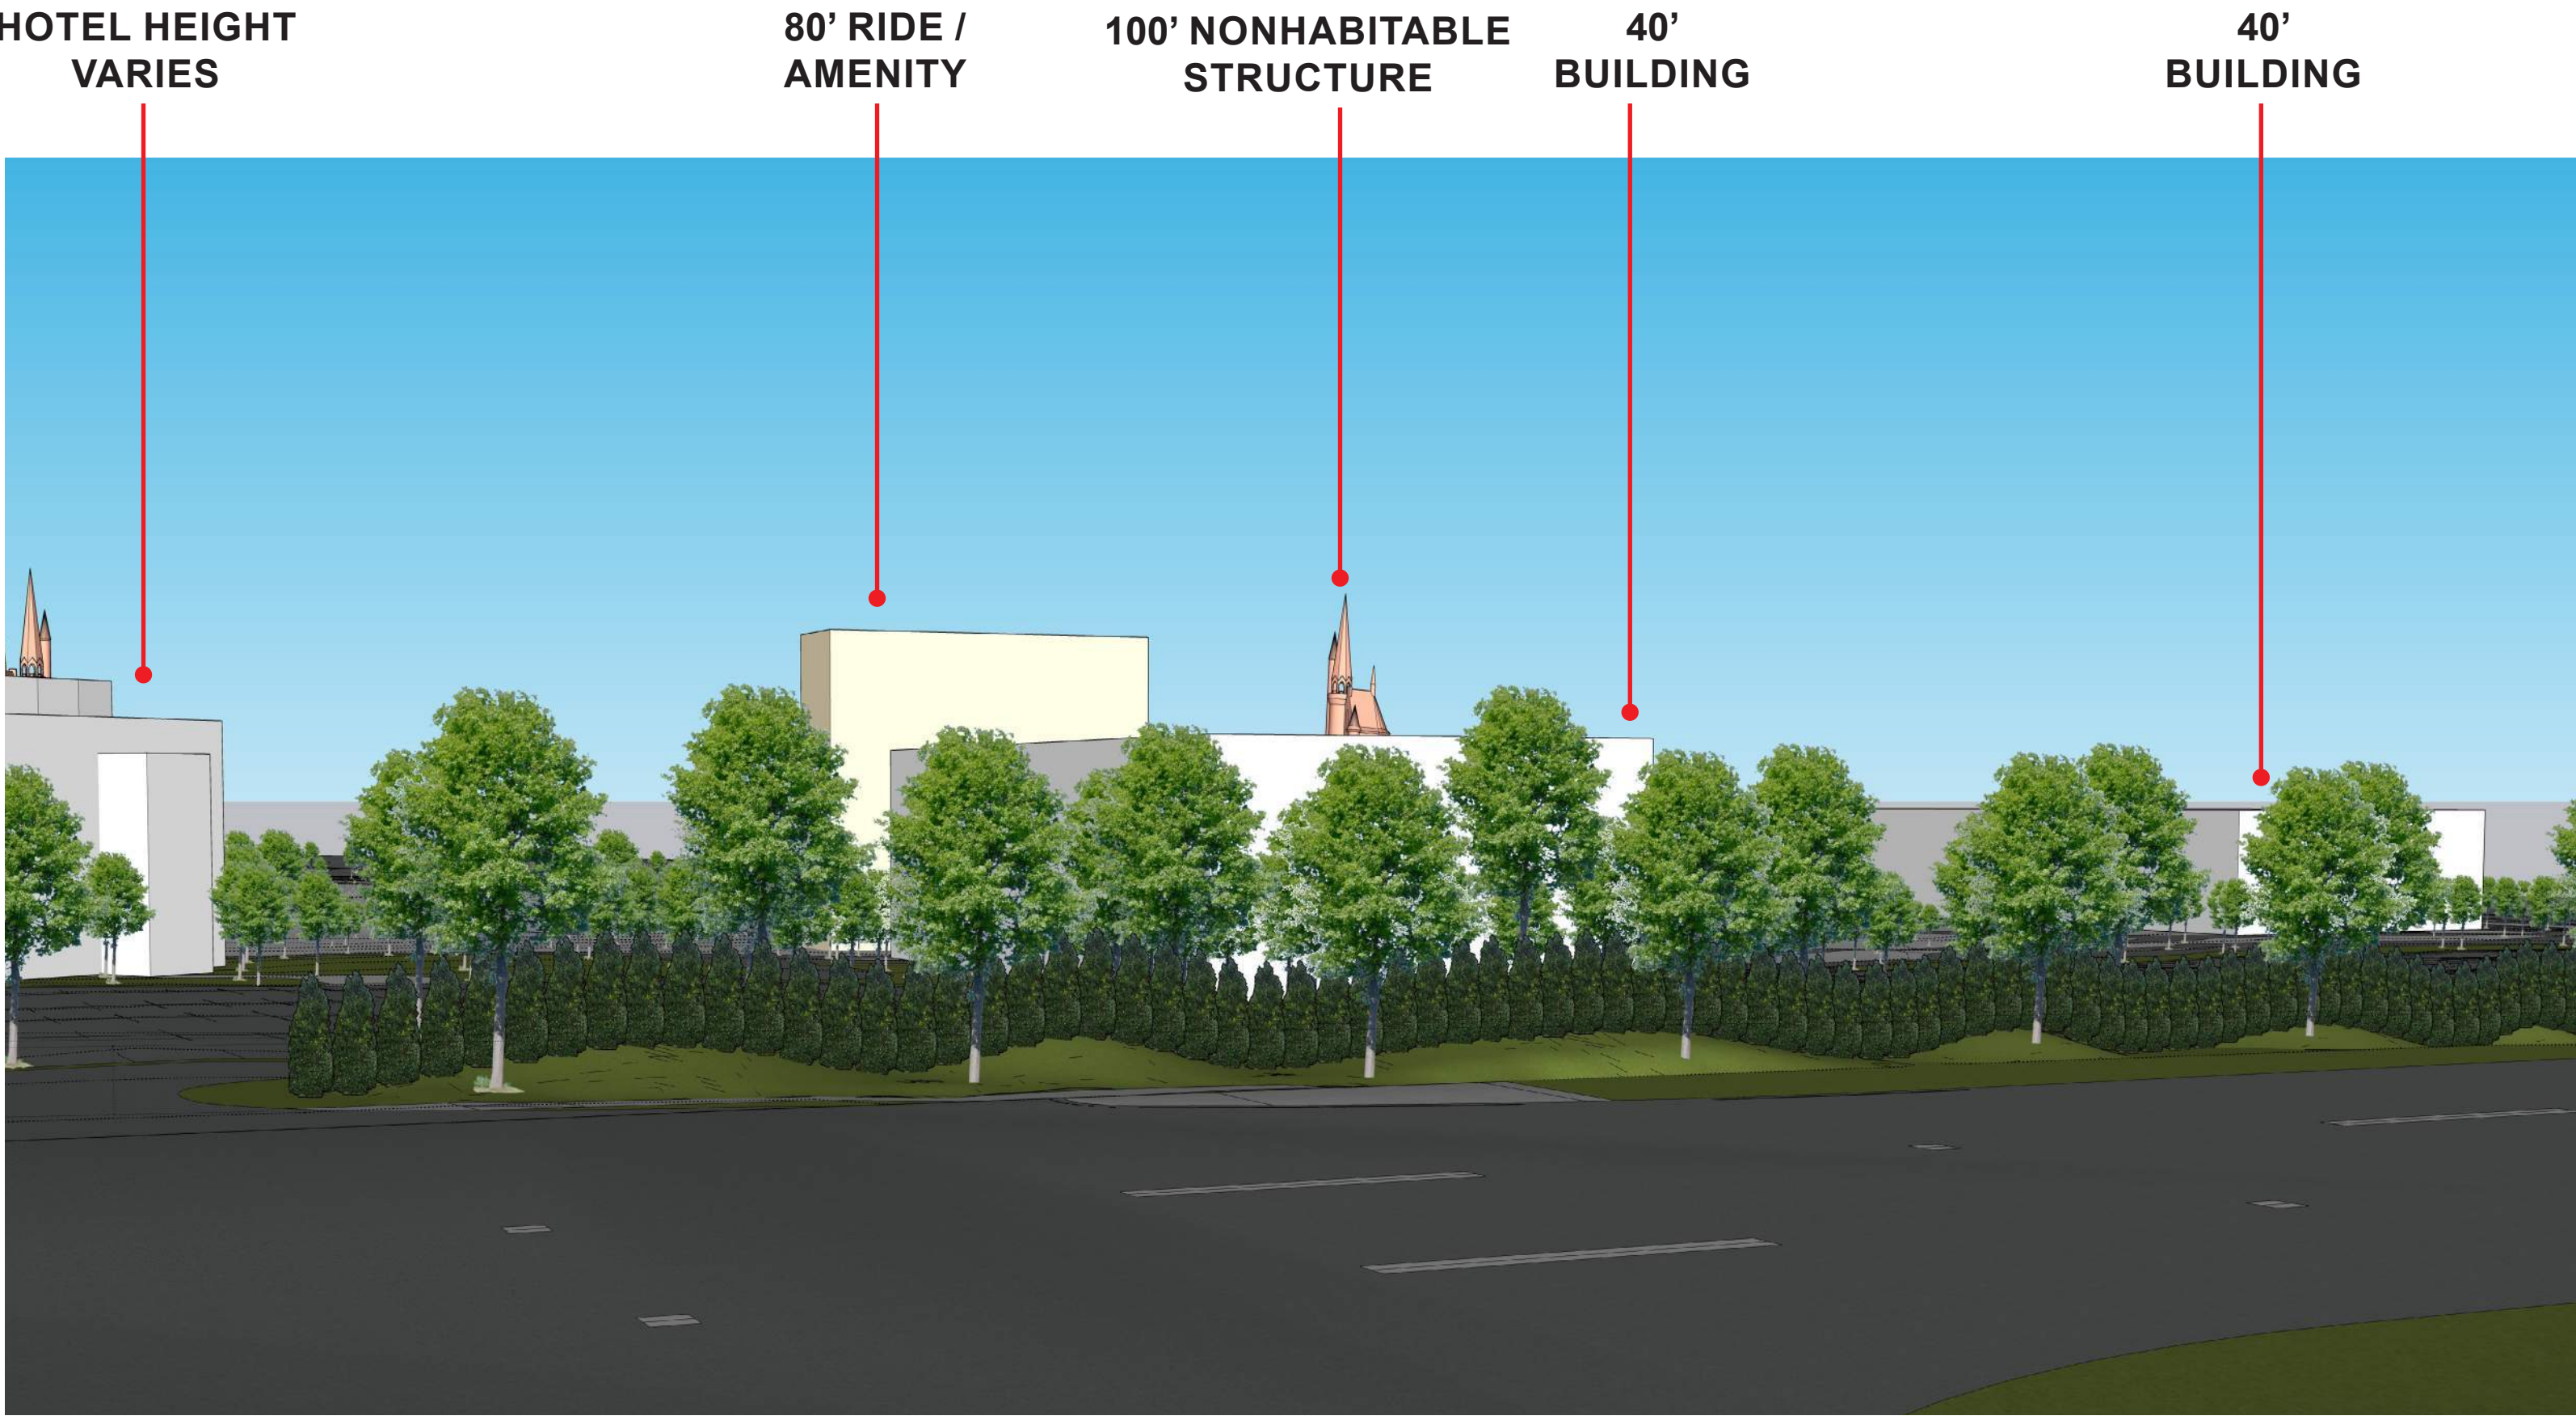 HOTEL HEIGHT
VARIES
80’ RIDE /
AMENITY
100’ NONHABITABLE
STRUCTURE
40’
BUILDING
40’
BUILDING